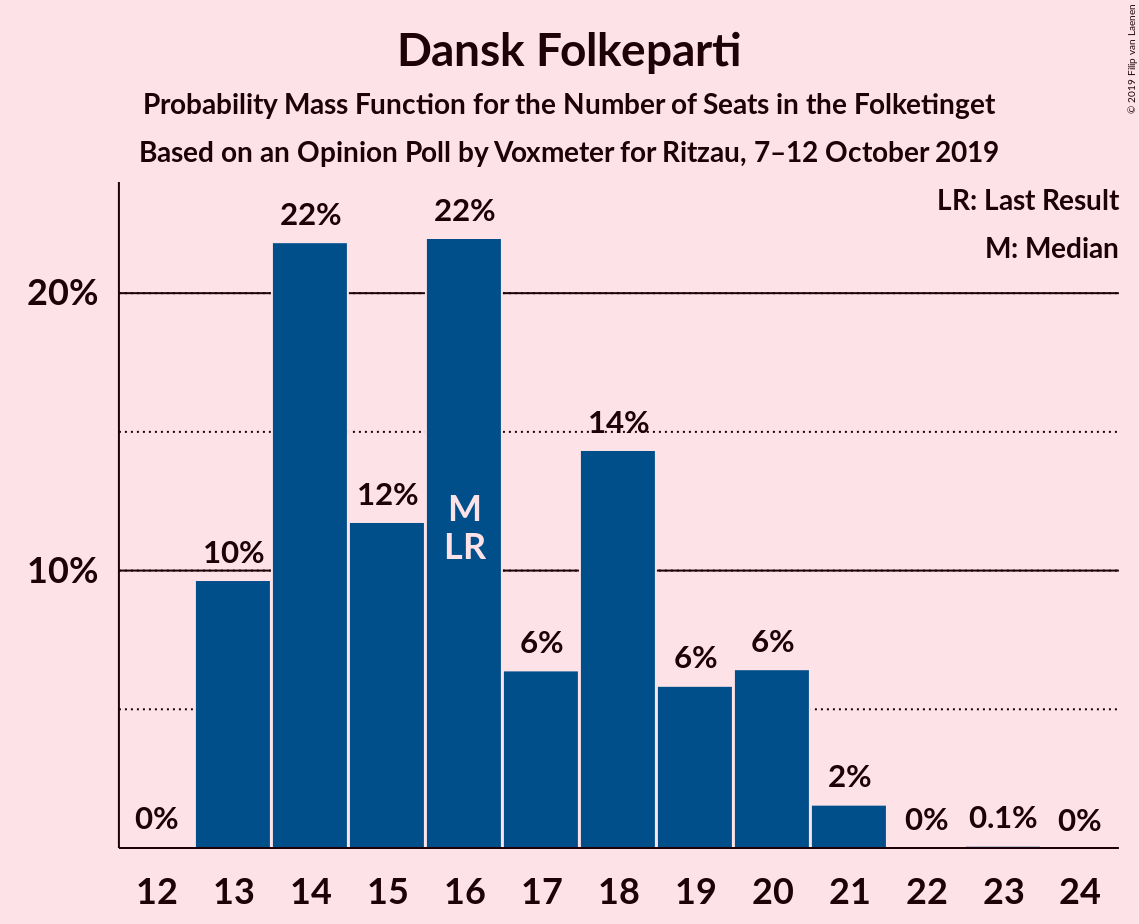 Dansk Folkeparti
Probability Mass Function for the Number of Seats in the Folketinget
Based on an Opinion Poll by Voxmeter for Ritzau, 7–12 October 2019
© 2019 Filip van Laenen
LR: Last Result
M: Median
20%
10%
0%
10%
22%
12%
22%
M
LR
6%
14%
6%
6%
2%
0%
0.1%
0%
12 13 14 15 16 17 18 19 20 21 22 23 24